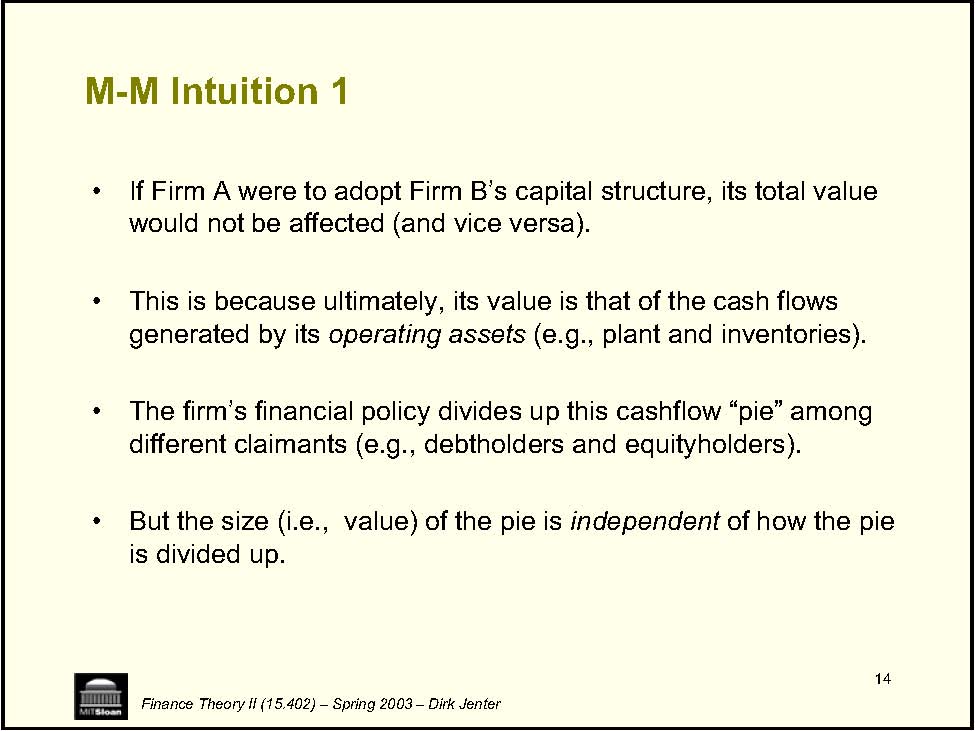 M-M Intuition 1
• If Firm A were to adopt Firm B’s capital structure, its total value
would not be affected (and vice versa).
• This is because ultimately, its value is that of the cash flows
generated by its operating assets (e.g., plant and inventories).
• The firm’s financial policy divides up this cashflow “pie” among
different claimants (e.g., debtholders and equityholders).
• But the size (i.e., value) of the pie is independent of how the pie
is divided up.
14
MITSloan
Finance Theory II (15.402) – Spring 2003 – Dirk Jenter